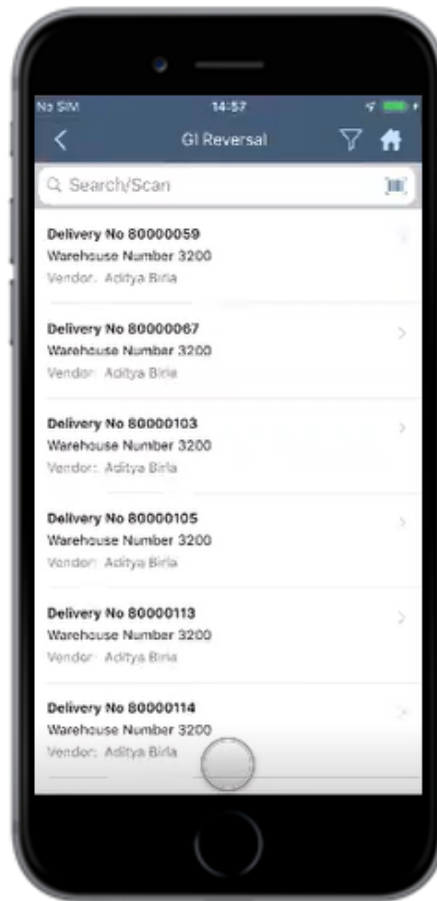 No SIM 14:57
GI Reversal
Search/Scan
Delivery No 80000059
Warehouse Number 3200
Vendor: Aditya Birla
Delivery No 80000067
Warehouse Number 3200
Vendor: Aditya Birla
Delivery No 80000103
Warehouse Number 3200
Vendor: Aditya Birla
Delivery No 80000105
Warehouse Number 3200
Vendor: Aditya Birla
Delivery No 80000113
Warehouse Number 3200
Vendor: Aditya Birla
Delivery No 80000114
Warehouse Number 3200
Vendor: Aditya Birla